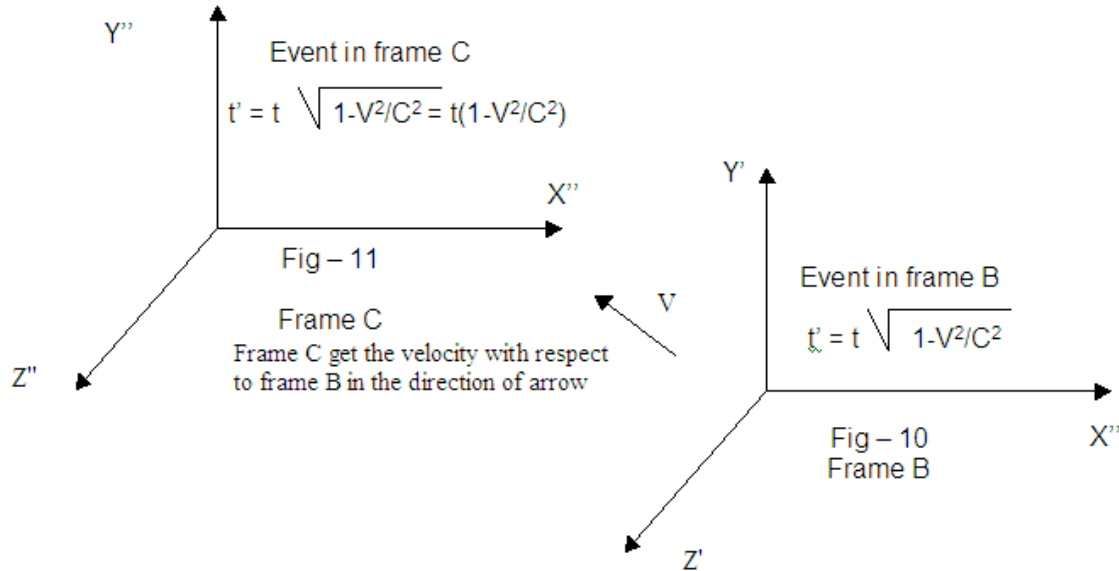 Y''
Event in frame C
t' = t √1-V²/C² = t(1-V²/C²)
X''
Fig – 11
Frame C
Frame C get the velocity with respect
to frame B in the direction of arrow
Z"
V
Y'
Event in frame B
t' = t √1-V²/C²
X''
Fig – 10
Frame B
Z'